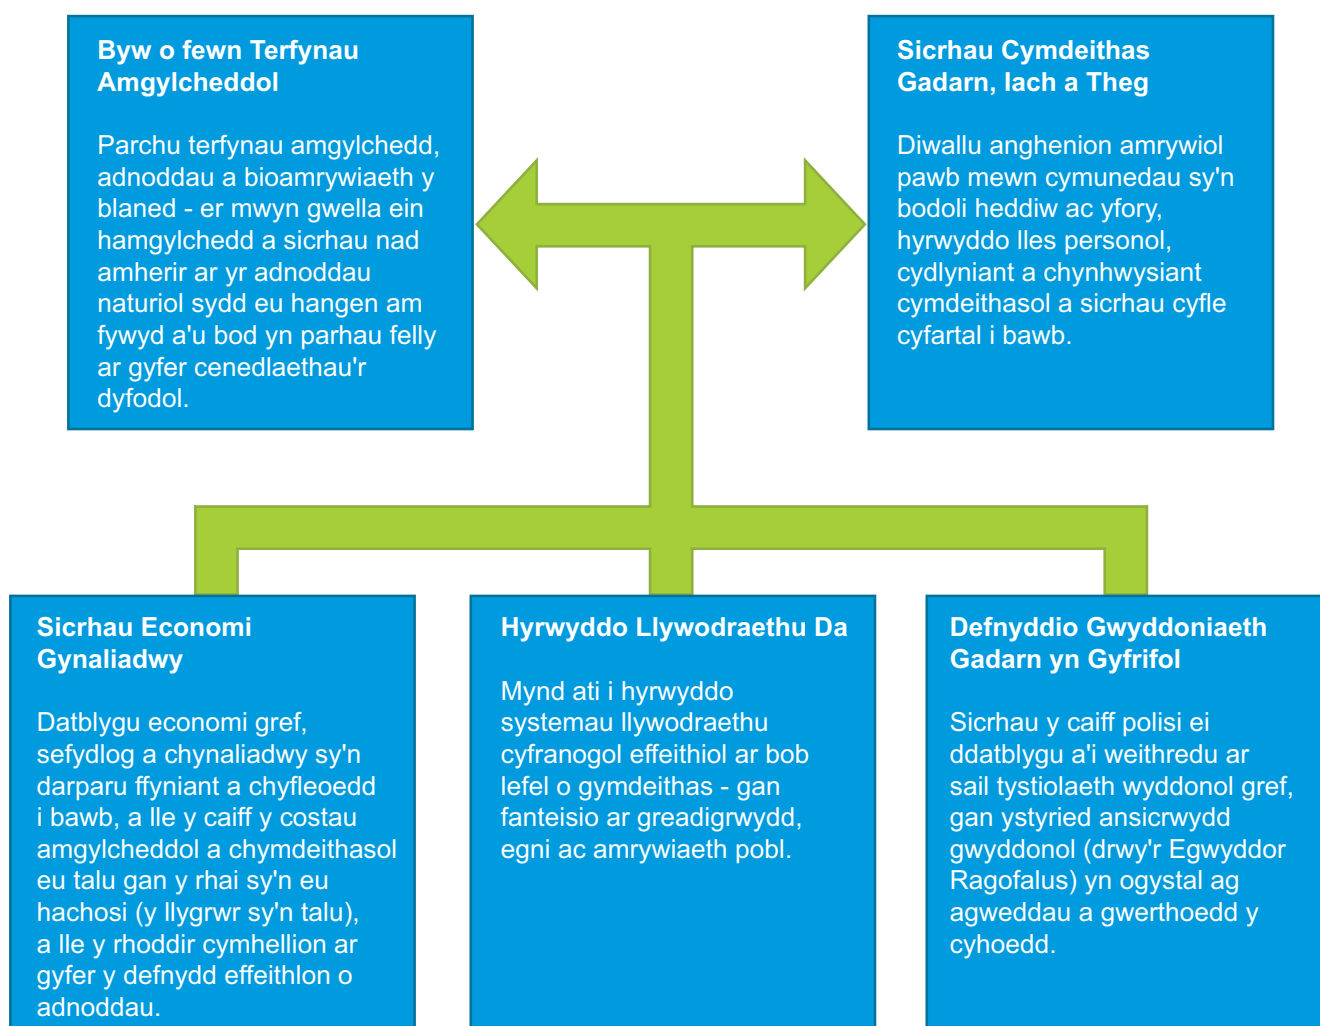 Byw o fewn Terfynau
Amgylcheddol
Parchu terfynau amgylchedd,
adnoddau a bioamrywiaeth y
blaned - er mwyn gwella ein
hamgylchedd a sicrhau nad
amherir ar yr adnoddau
naturiol sydd eu hangen am
fywyd a'u bod yn parhau felly
ar gyfer cenedlaethau'r
dyfodol.
Sicrhau Cymdeithas
Gadarn, Iach a Theg
Diwallu anghenion amrywiol
pawb mewn cymunedau sy'n
bodoli heddiw ac yfory,
hyrwyddo lles personol,
cydlyniant a chynhwysiant
cymdeithasol a sicrhau cyfle
cyfartal i bawb.
Sicrhau Economi
Gynaliadwy
Datblygu economi gref,
sefydlog a chynaliadwy sy'n
darparu ffyniant a chyfleoedd
i bawb, a lle y caiff y costau
amgylcheddol a chymdeithasol
eu talu gan y rhai sy'n eu
hachosi (y llygrwr sy'n talu),
a lle y rhoddir cymhellion ar
gyfer y defnydd effeithlon o
adnoddau.
Hyrwyddo Llywodraethu Da
Mynd ati i hyrwyddo
systemau llywodraethu
cyfranogol effeithiol ar bob
lefel o gymdeithas - gan
fanteisio ar greadigrwydd,
egni ac amrywiaeth pobl.
Defnyddio Gwyddoniaeth
Gadarn yn Gyfrifol
Sicrhau y caiff polisi ei
ddatblygu a'i weithredu ar
sail tystiolaeth wyddonol gref,
gan ystyried ansicrwydd
gwyddonol (drwy'r Egwyddor
Ragofalus) yn ogystal ag
agweddau a gwerthoedd y
cyhoedd.